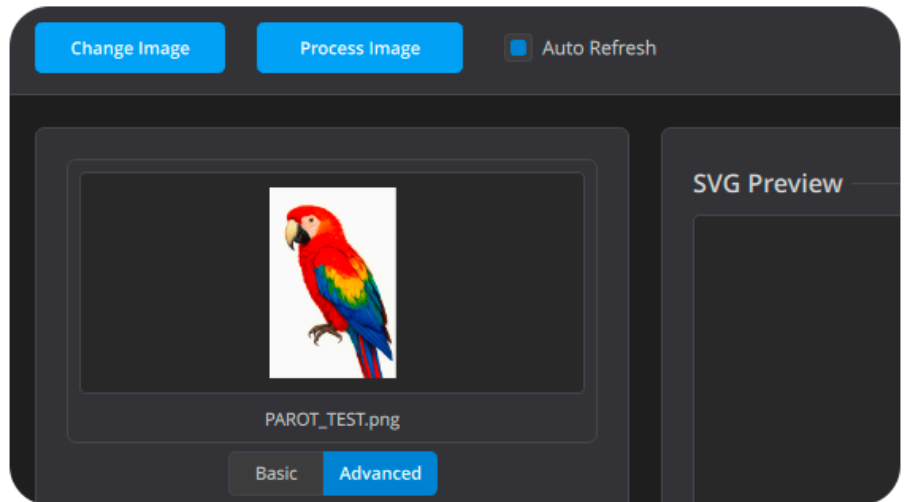 Change Image
Process Image
Auto Refresh
SVG Preview
PAROT_TEST.png
Basic
Advanced